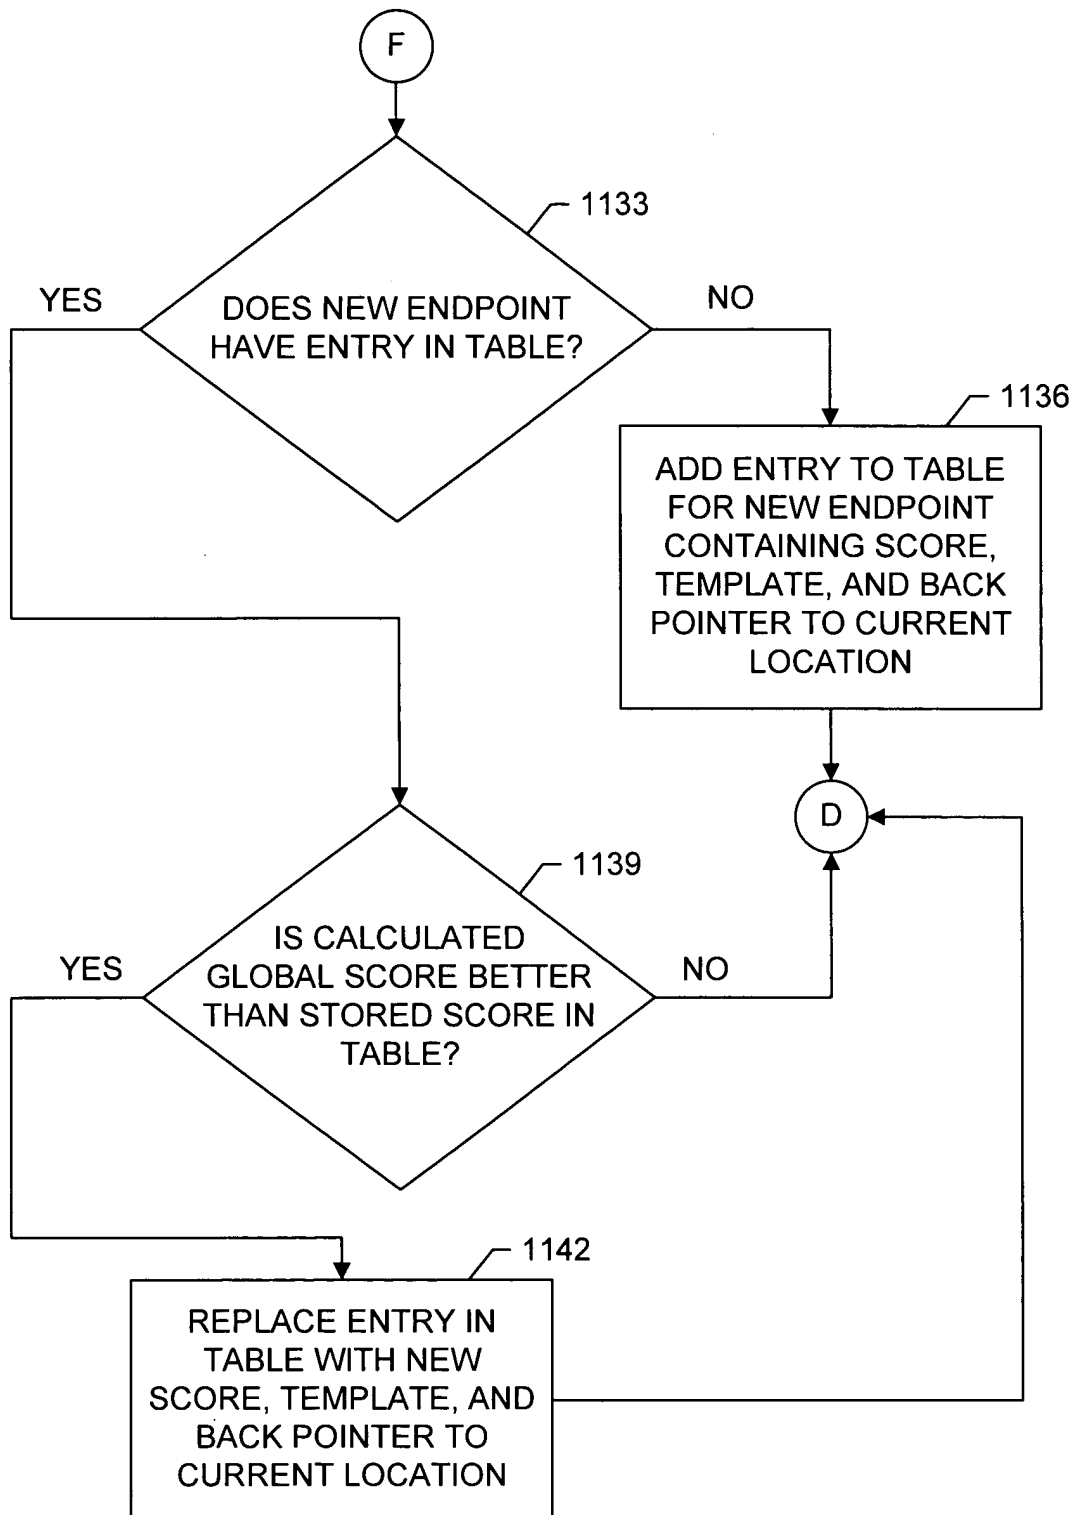 F
1133
YES
NO
DOES NEW ENDPOINT
HAVE ENTRY IN TABLE?
1136
ADD ENTRY TO TABLE
FOR NEW ENDPOINT
CONTAINING SCORE,
TEMPLATE, AND BACK
POINTER TO CURRENT
LOCATION
D
1139
YES
NO
IS CALCULATED
GLOBAL SCORE BETTER
THAN STORED SCORE IN
TABLE?
1142
REPLACE ENTRY IN
TABLE WITH NEW
SCORE, TEMPLATE, AND
BACK POINTER TO
CURRENT LOCATION